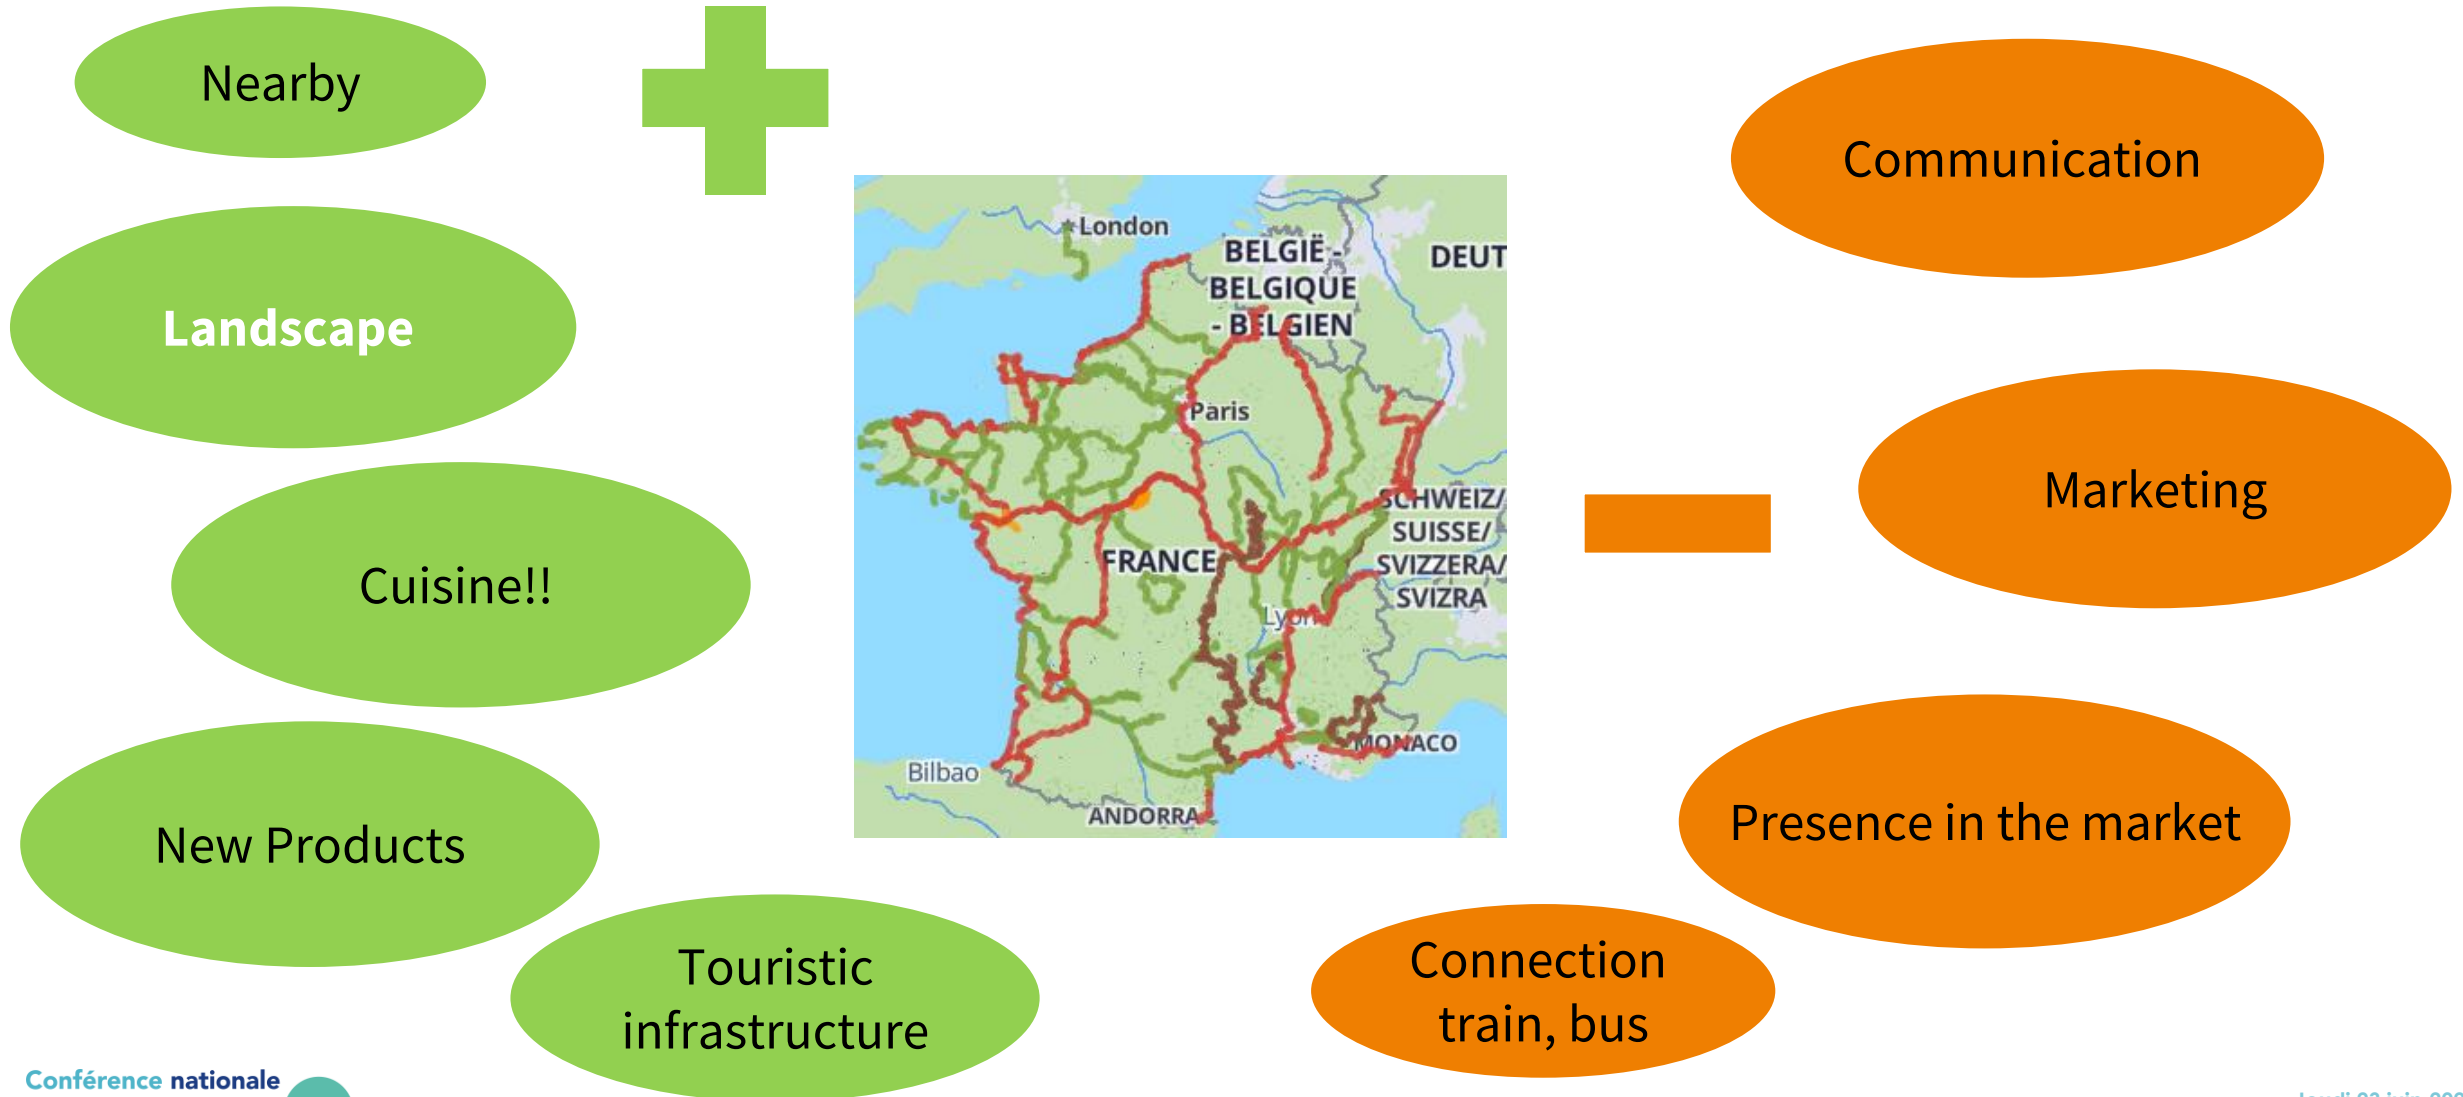 Nearby
Landscape
Cuisine!!
New Products
Touristic
infrastructure
London
BELGIË -
BELGIQUE
- BELGIEN
DEUT
Paris
SCHWEIZ/
SUISSE/
SVIZZERA/
SVIZRA
FRANCE
Lyon
MONACO
Bilbao
ANDORRA
Communication
Marketing
Presence in the market
Connection
train, bus
Conférence nationale